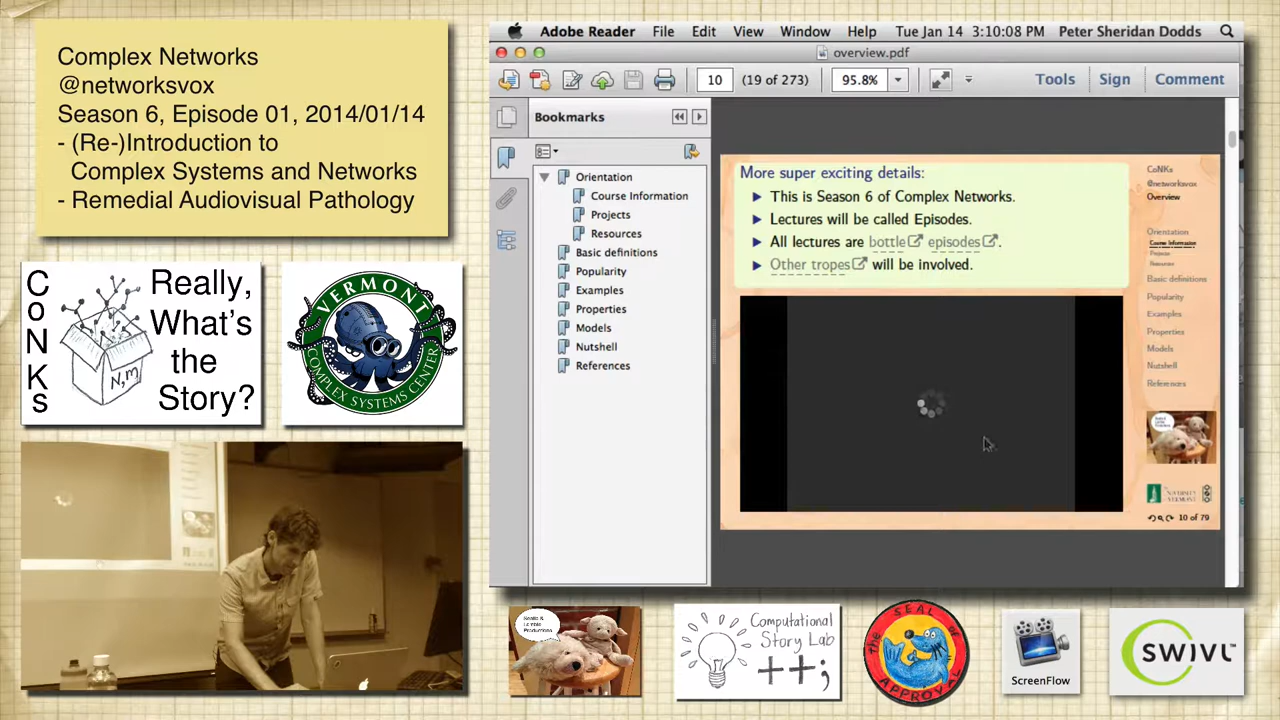 Complex Networks
@networksvox
Season 6, Episode 01, 2014/01/14
- (Re-)Introduction to
Complex Systems and Networks
- Remedial Audiovisual Pathology
CoNKs
N,m
Really,
What's
the
Story?
VERMONT
COMPLEX SYSTEMS CENTER
Adobe Reader File Edit View Window Help Tue Jan 14 3:10:08 PM Peter Sheridan Dodds
overview.pdf
10 (19 of 273) 95.8% Tools Sign Comment
Bookmarks
Orientation
Course Information
Projects
Resources
Basic definitions
Popularity
Examples
Properties
Models
Nutshell
References
More super exciting details:
This is Season 6 of Complex Networks.
Lectures will be called Episodes.
All lectures are bottle episodes.
Other tropes will be involved.
CoNKs
@networksvox
Overview
Orientation
Course Information
Projects
Resources
Basic definitions
Popularity
Examples
Properties
Models
Nutshell
References
10 of 79
Computational
Story Lab
++;
THE SEAL OF APPROVAL
ScreenFlow
SWIVL™